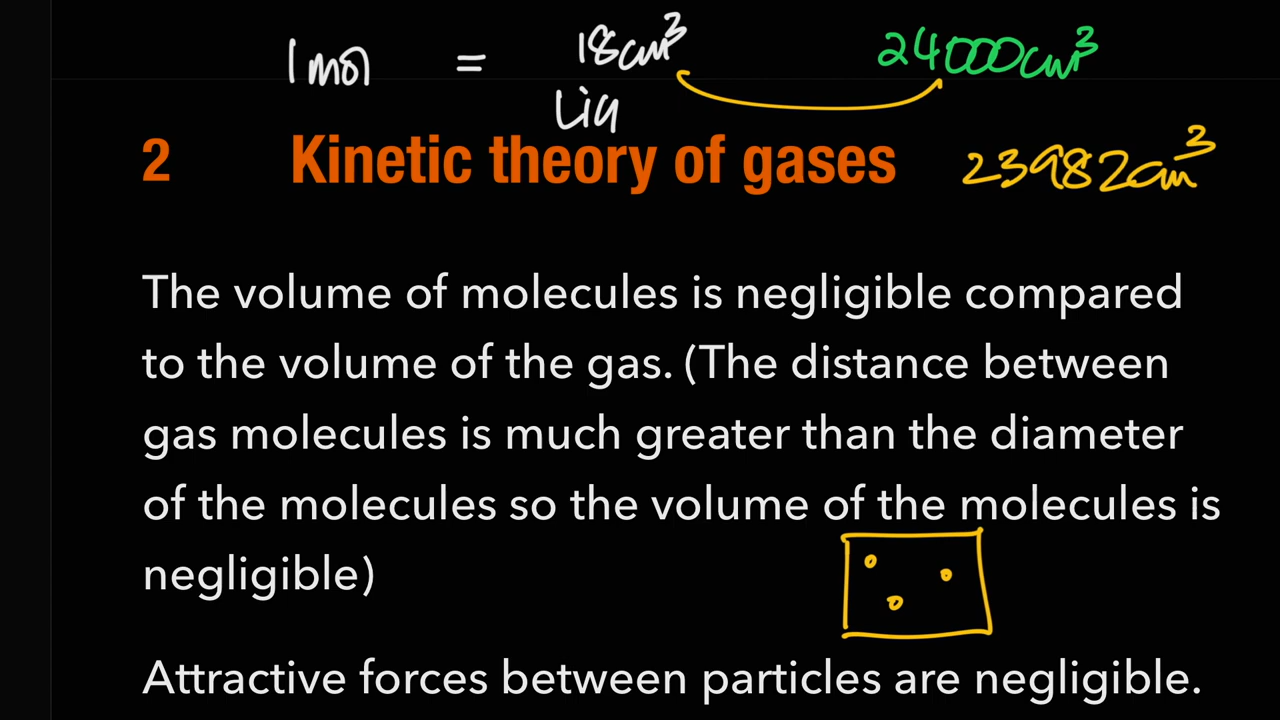 1 mol = 18cm³ 24000cm³
Liq
2 Kinetic theory of gases 23982cm³
The volume of molecules is negligible compared
to the volume of the gas. (The distance between
gas molecules is much greater than the diameter
of the molecules so the volume of the molecules is
negligible)
Attractive forces between particles are negligible.